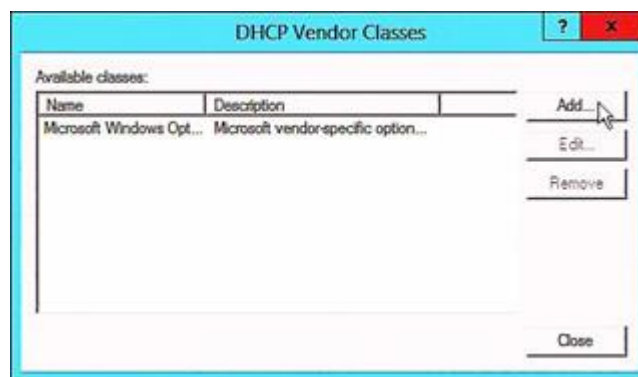 DHCP Vendor Classes
?
x
Available classes:
Name Description
Microsoft Windows Opt... Microsoft vendor-specific option...
Add...
Edit...
Remove
Close